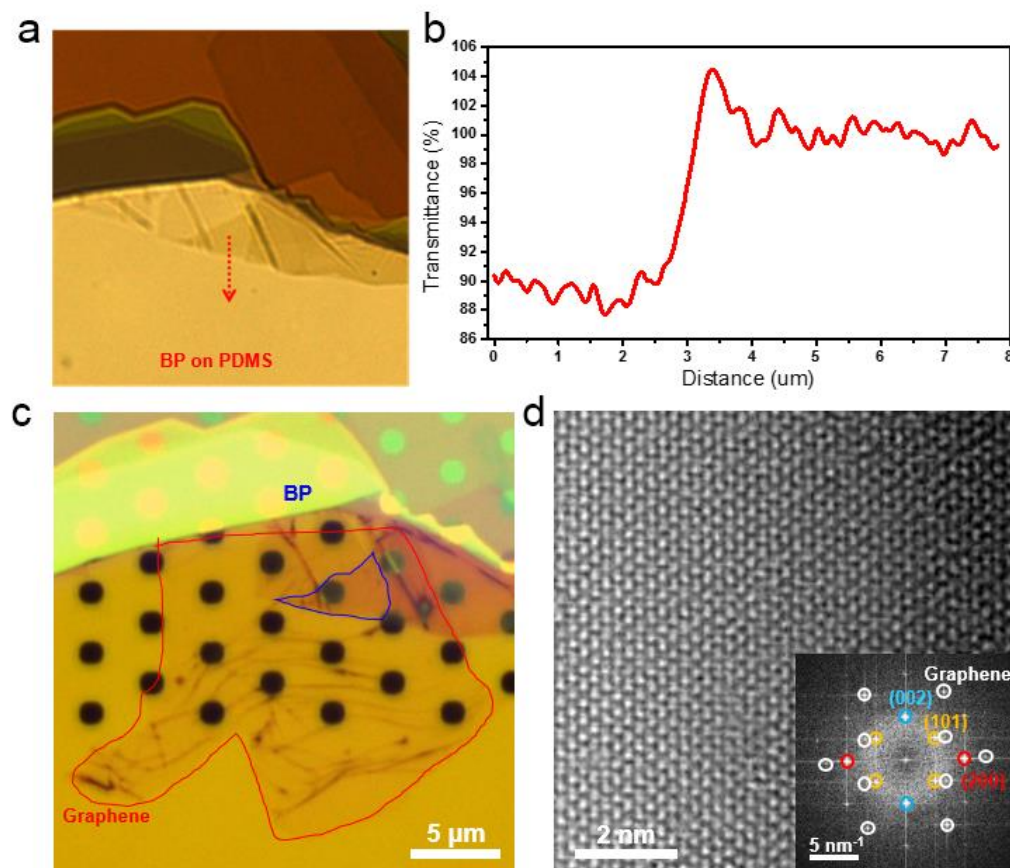 a
BP on PDMS
b
106
104
102
100
98
96
94
92
90
88
86
Transmittance (%)
0 1 2 3 4 5 6 7 8
Distance (um)
c
BP
Graphene
5 μm
d
2 nm
Graphene
(002)
(101)
(200)
5 nm⁻¹